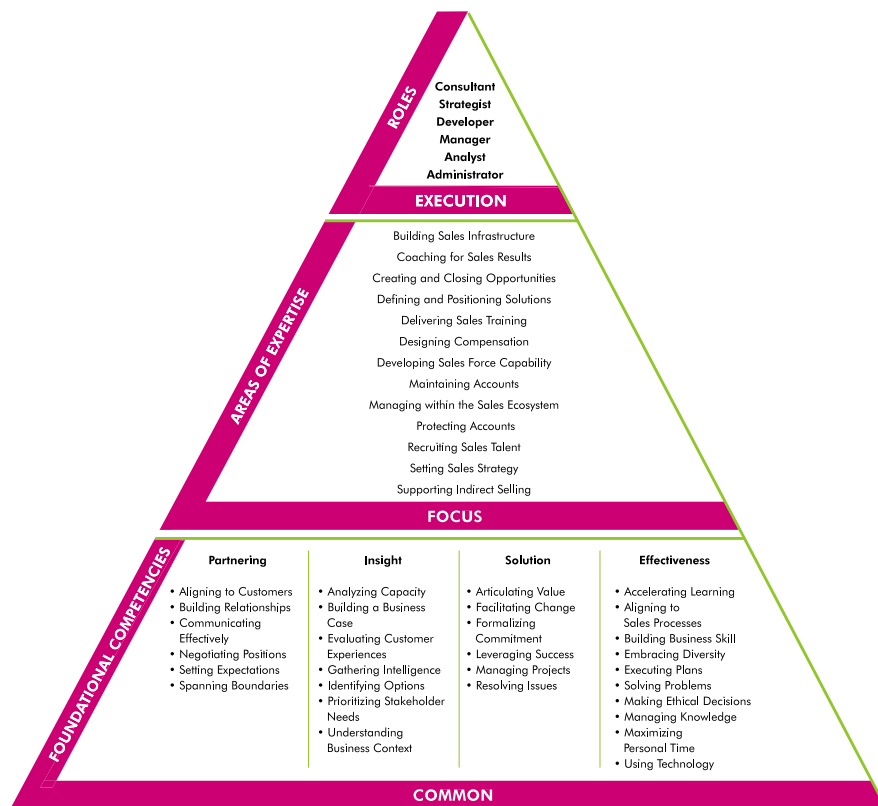 ROLES
Consultant
Strategist
Developer
Manager
Analyst
Administrator
EXECUTION
AREAS OF EXPERTISE
Building Sales Infrastructure
Coaching for Sales Results
Creating and Closing Opportunities
Defining and Positioning Solutions
Delivering Sales Training
Designing Compensation
Developing Sales Force Capability
Maintaining Accounts
Managing within the Sales Ecosystem
Protecting Accounts
Recruiting Sales Talent
Setting Sales Strategy
Supporting Indirect Selling
FOCUS
FOUNDATIONAL COMPETENCIES
Partnering
• Aligning to Customers
• Building Relationships
• Communicating
Effectively
• Negotiating Positions
• Setting Expectations
• Spanning Boundaries
Insight
• Analyzing Capacity
• Building a Business
Case
• Evaluating Customer
Experiences
• Gathering Intelligence
• Identifying Options
• Prioritizing Stakeholder
Needs
• Understanding
Business Context
Solution
• Articulating Value
• Facilitating Change
• Formalizing
Commitment
• Leveraging Success
• Managing Projects
• Resolving Issues
Effectiveness
• Accelerating Learning
• Aligning to
Sales Processes
• Building Business Skill
• Embracing Diversity
• Executing Plans
• Solving Problems
• Making Ethical Decisions
• Managing Knowledge
• Maximizing
Personal Time
• Using Technology
COMMON